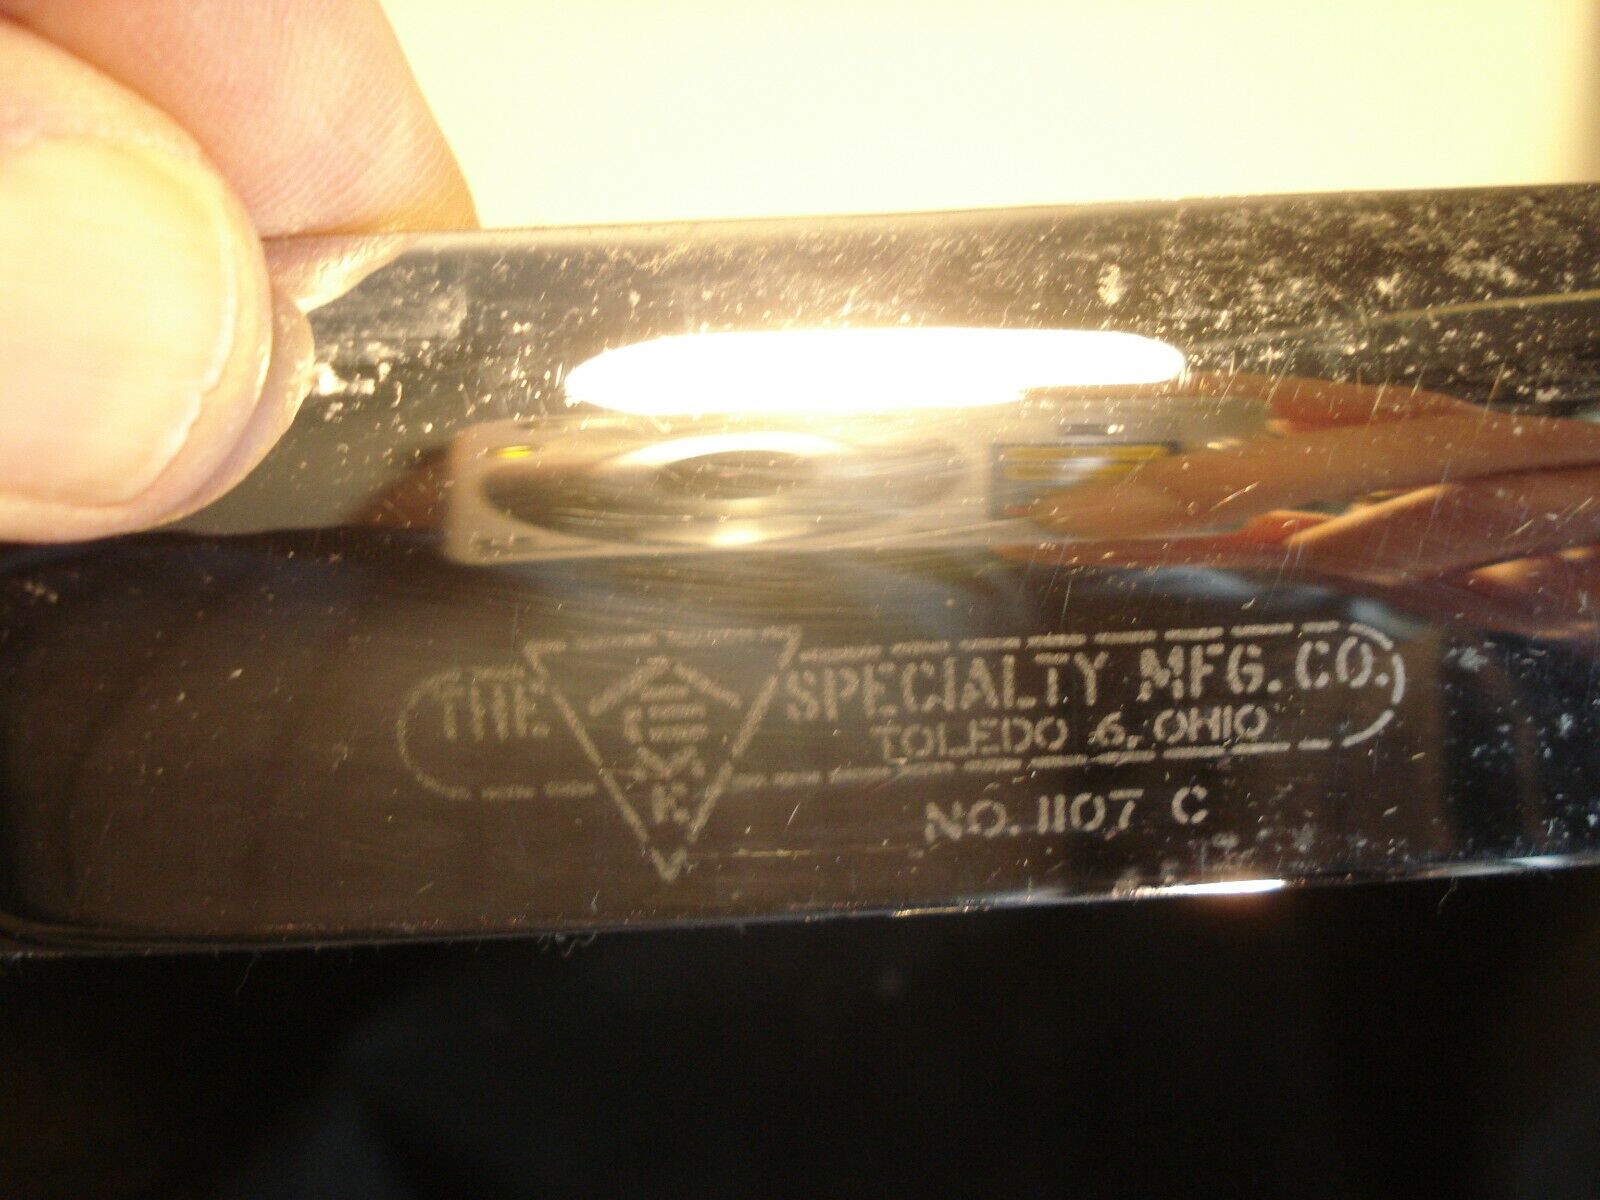 THE SPECIALTY MFG. CO.
TOLEDO 6, OHIO
NO. 1107 C